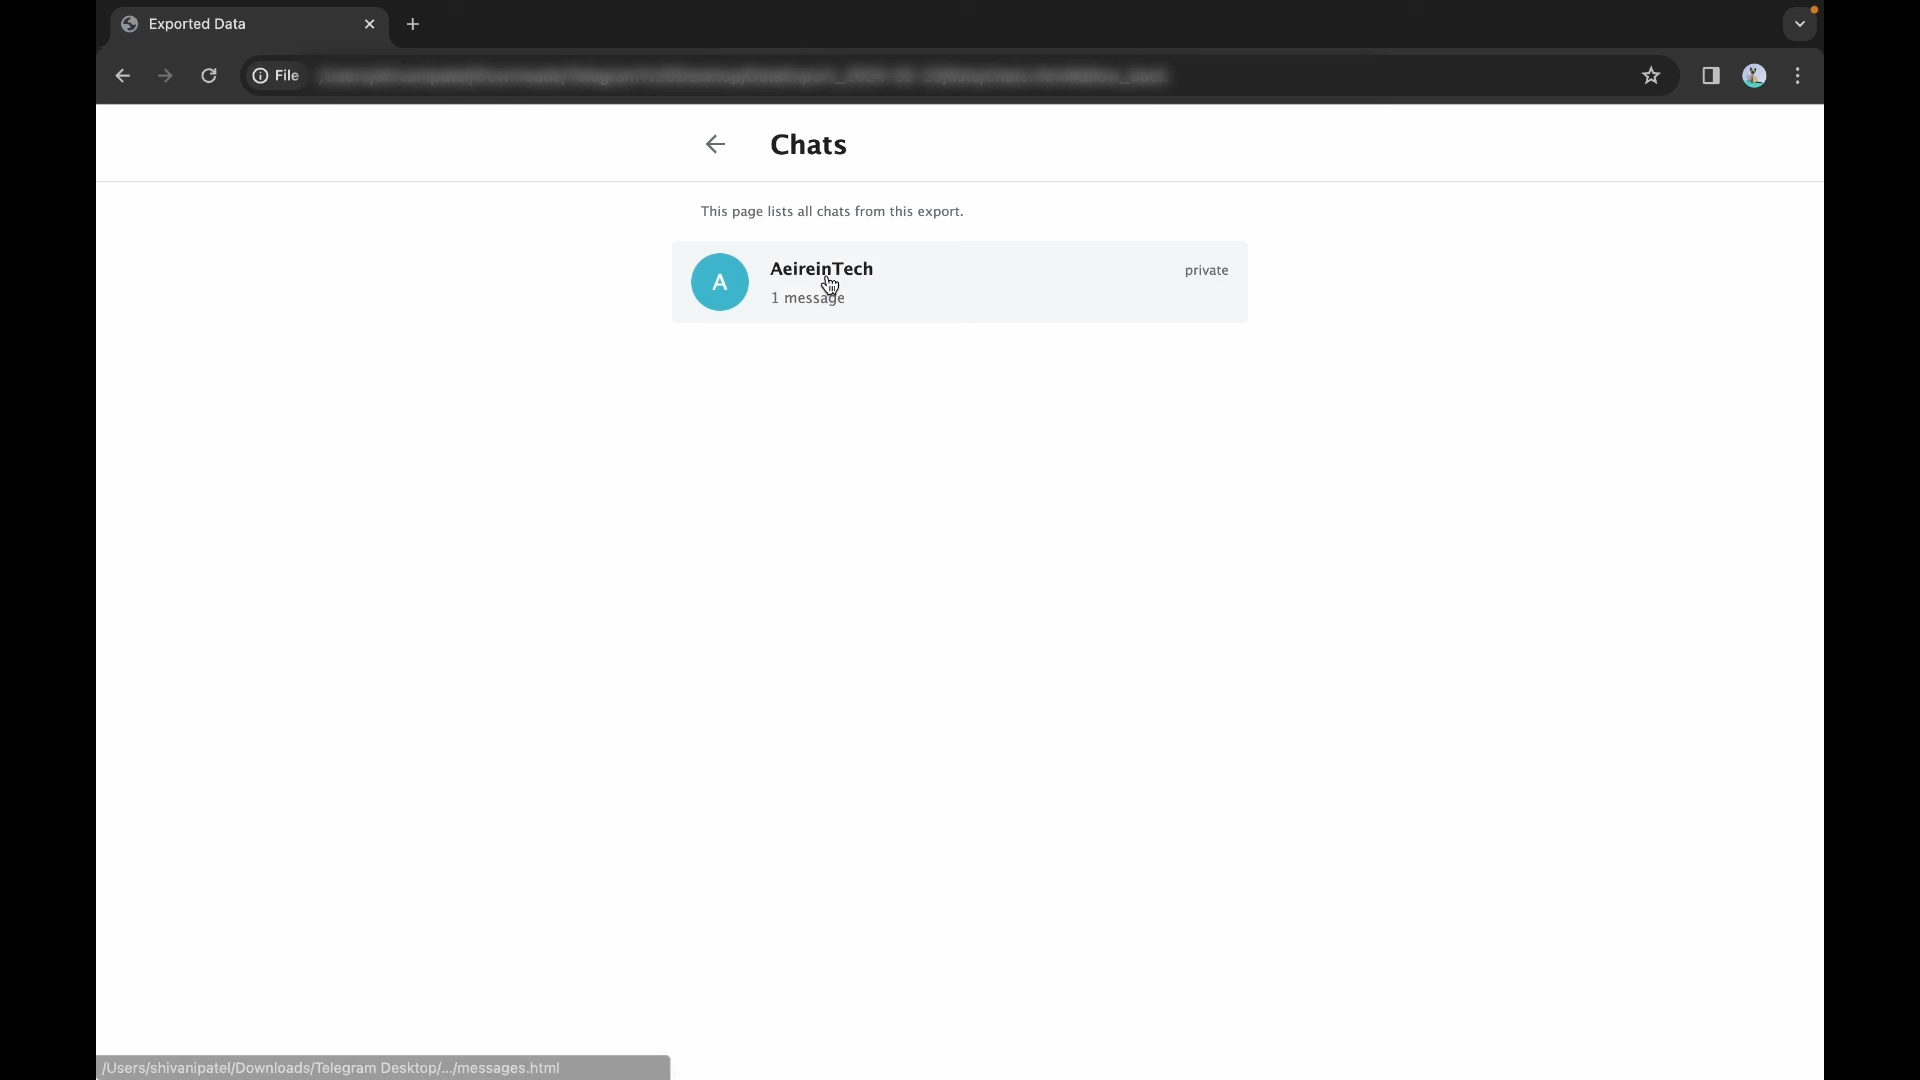 Exported Data
File
Chats
This page lists all chats from this export.
A
AeireinTech
private
1 message
/Users/shivanipatel/Downloads/Telegram Desktop/.../messages.html